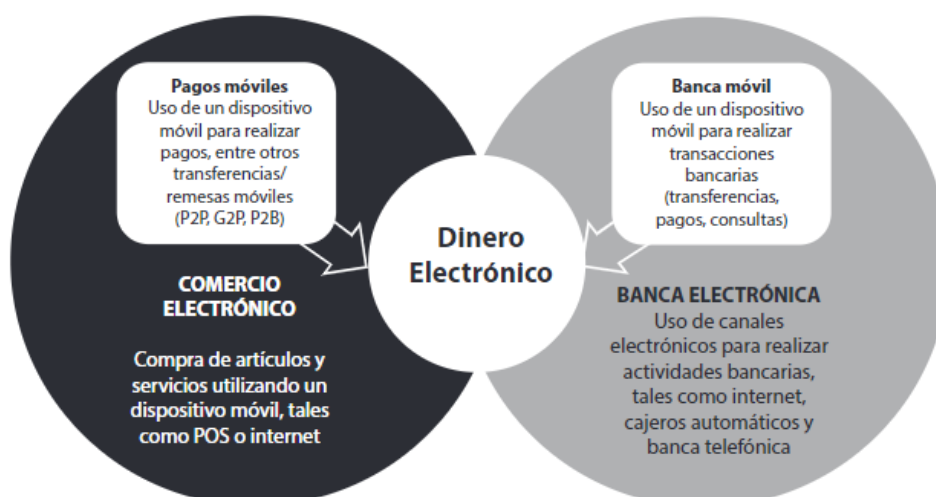 Pagos móviles
Uso de un dispositivo
móvil para realizar
pagos, entre otros
transferencias/
remesas móviles
(P2P, G2P, P2B)
COMERCIO
ELECTRÓNICO
Compra de artículos y
servicios utilizando un
dispositivo móvil, tales
como POS o internet
Dinero
Electrónico
Banca móvil
Uso de un dispositivo
móvil para realizar
transacciones
bancarias
(transferencias,
pagos, consultas)
BANCA ELECTRÓNICA
Uso de canales
electrónicos para realizar
actividades bancarias,
tales como internet,
cajeros automáticos y
banca telefónica